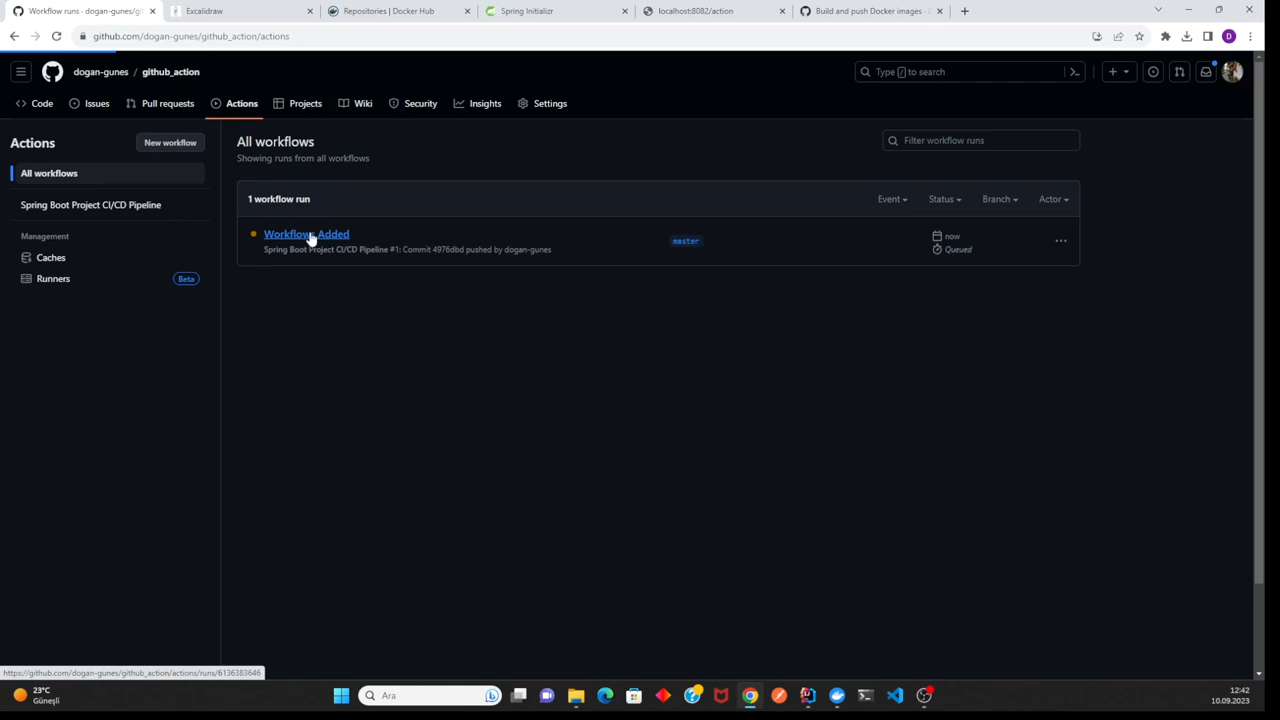 Workflow runs - dogan-gunes/gi
Excalidraw
Repositories | Docker Hub
Spring Initializr
localhost:8082/action
Build and push Docker images - A
github.com/dogan-gunes/github_action/actions
D
dogan-gunes / github_action
Type / to search
Code
Issues
Pull requests
Actions
Projects
Wiki
Security
Insights
Settings
Actions
New workflow
All workflows
Spring Boot Project CI/CD Pipeline
Management
Caches
Runners
Beta
All workflows
Showing runs from all workflows
Filter workflow runs
1 workflow run
Event
Status
Branch
Actor
Workflows Added
Spring Boot Project CI/CD Pipeline #1: Commit 4976dbd pushed by dogan-gunes
master
now
Queued
https://github.com/dogan-gunes/github_action/actions/runs/6136383646
23°C
Güneşli
Ara
12:42
10.09.2023